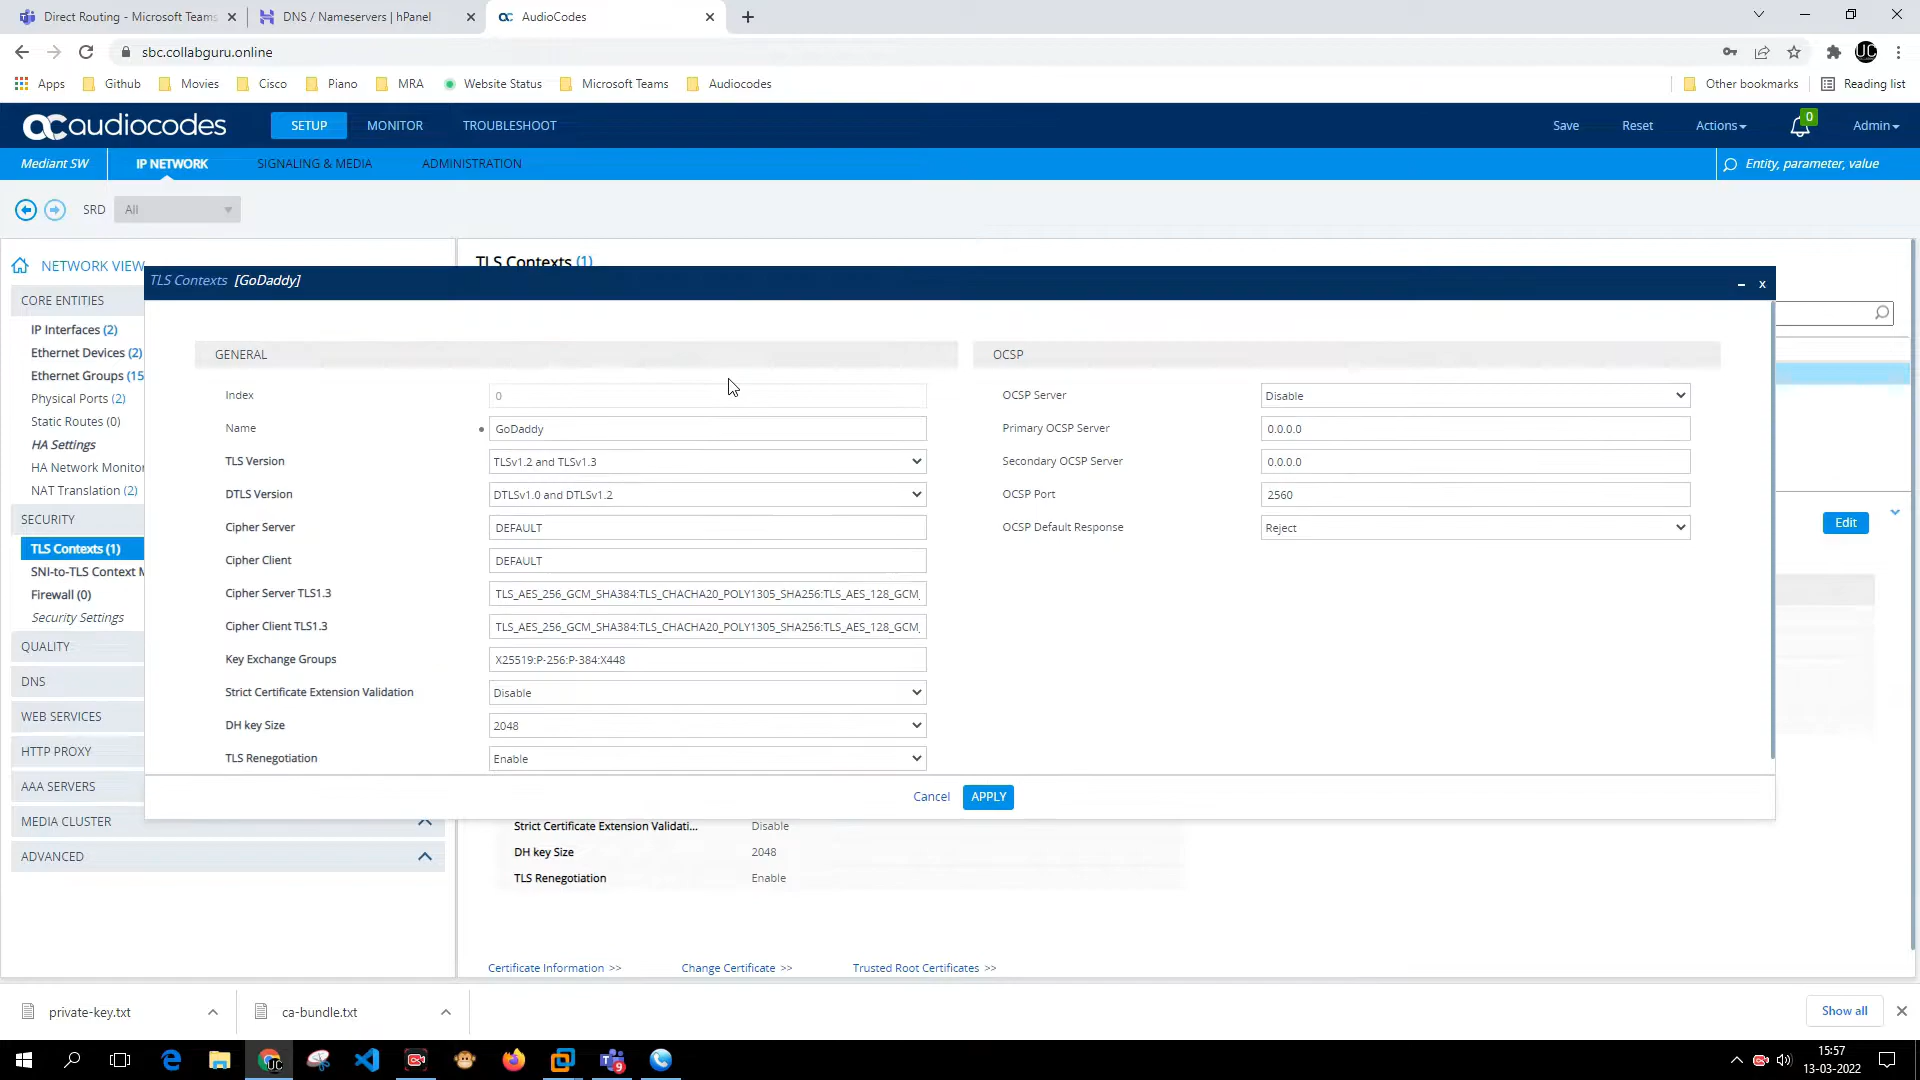 Direct Routing - Microsoft Teams
DNS / Nameservers | hPanel
AudioCodes
sbc.collabguru.online
UC
Apps
Github
Movies
Cisco
Piano
MRA
Website Status
Microsoft Teams
Audiocodes
Other bookmarks
Reading list
audiocodes
SETUP
MONITOR
TROUBLESHOOT
Save
Reset
Actions
0
Admin
Mediant SW
IP NETWORK
SIGNALING & MEDIA
ADMINISTRATION
Entity, parameter, value
SRD
All
NETWORK VIEW
TLS Contexts (1)
TLS Contexts [GoDaddy]
x
CORE ENTITIES
IP Interfaces (2)
Ethernet Devices (2)
Ethernet Groups (15
Physical Ports (2)
Static Routes (0)
HA Settings
HA Network Monitor
NAT Translation (2)
SECURITY
TLS Contexts (1)
SNI-to-TLS Context M
Firewall (0)
Security Settings
QUALITY
DNS
WEB SERVICES
HTTP PROXY
AAA SERVERS
MEDIA CLUSTER
ADVANCED
GENERAL
Index 0
Name GoDaddy
TLS Version TLSv1.2 and TLSv1.3
DTLS Version DTLSv1.0 and DTLSv1.2
Cipher Server DEFAULT
Cipher Client DEFAULT
Cipher Server TLS1.3 TLS_AES_256_GCM_SHA384:TLS_CHACHA20_POLY1305_SHA256:TLS_AES_128_GCM_
Cipher Client TLS1.3 TLS_AES_256_GCM_SHA384:TLS_CHACHA20_POLY1305_SHA256:TLS_AES_128_GCM_
Key Exchange Groups X25519:P-256:P-384:X448
Strict Certificate Extension Validation Disable
DH key Size 2048
TLS Renegotiation Enable
OCSP
OCSP Server Disable
Primary OCSP Server 0.0.0.0
Secondary OCSP Server 0.0.0.0
OCSP Port 2560
OCSP Default Response Reject
Edit
Cancel
APPLY
Strict Certificate Extension Validati... Disable
DH key Size 2048
TLS Renegotiation Enable
Certificate Information >>
Change Certificate >>
Trusted Root Certificates >>
private-key.txt
ca-bundle.txt
Show all
UC
9
15:57
13-03-2022